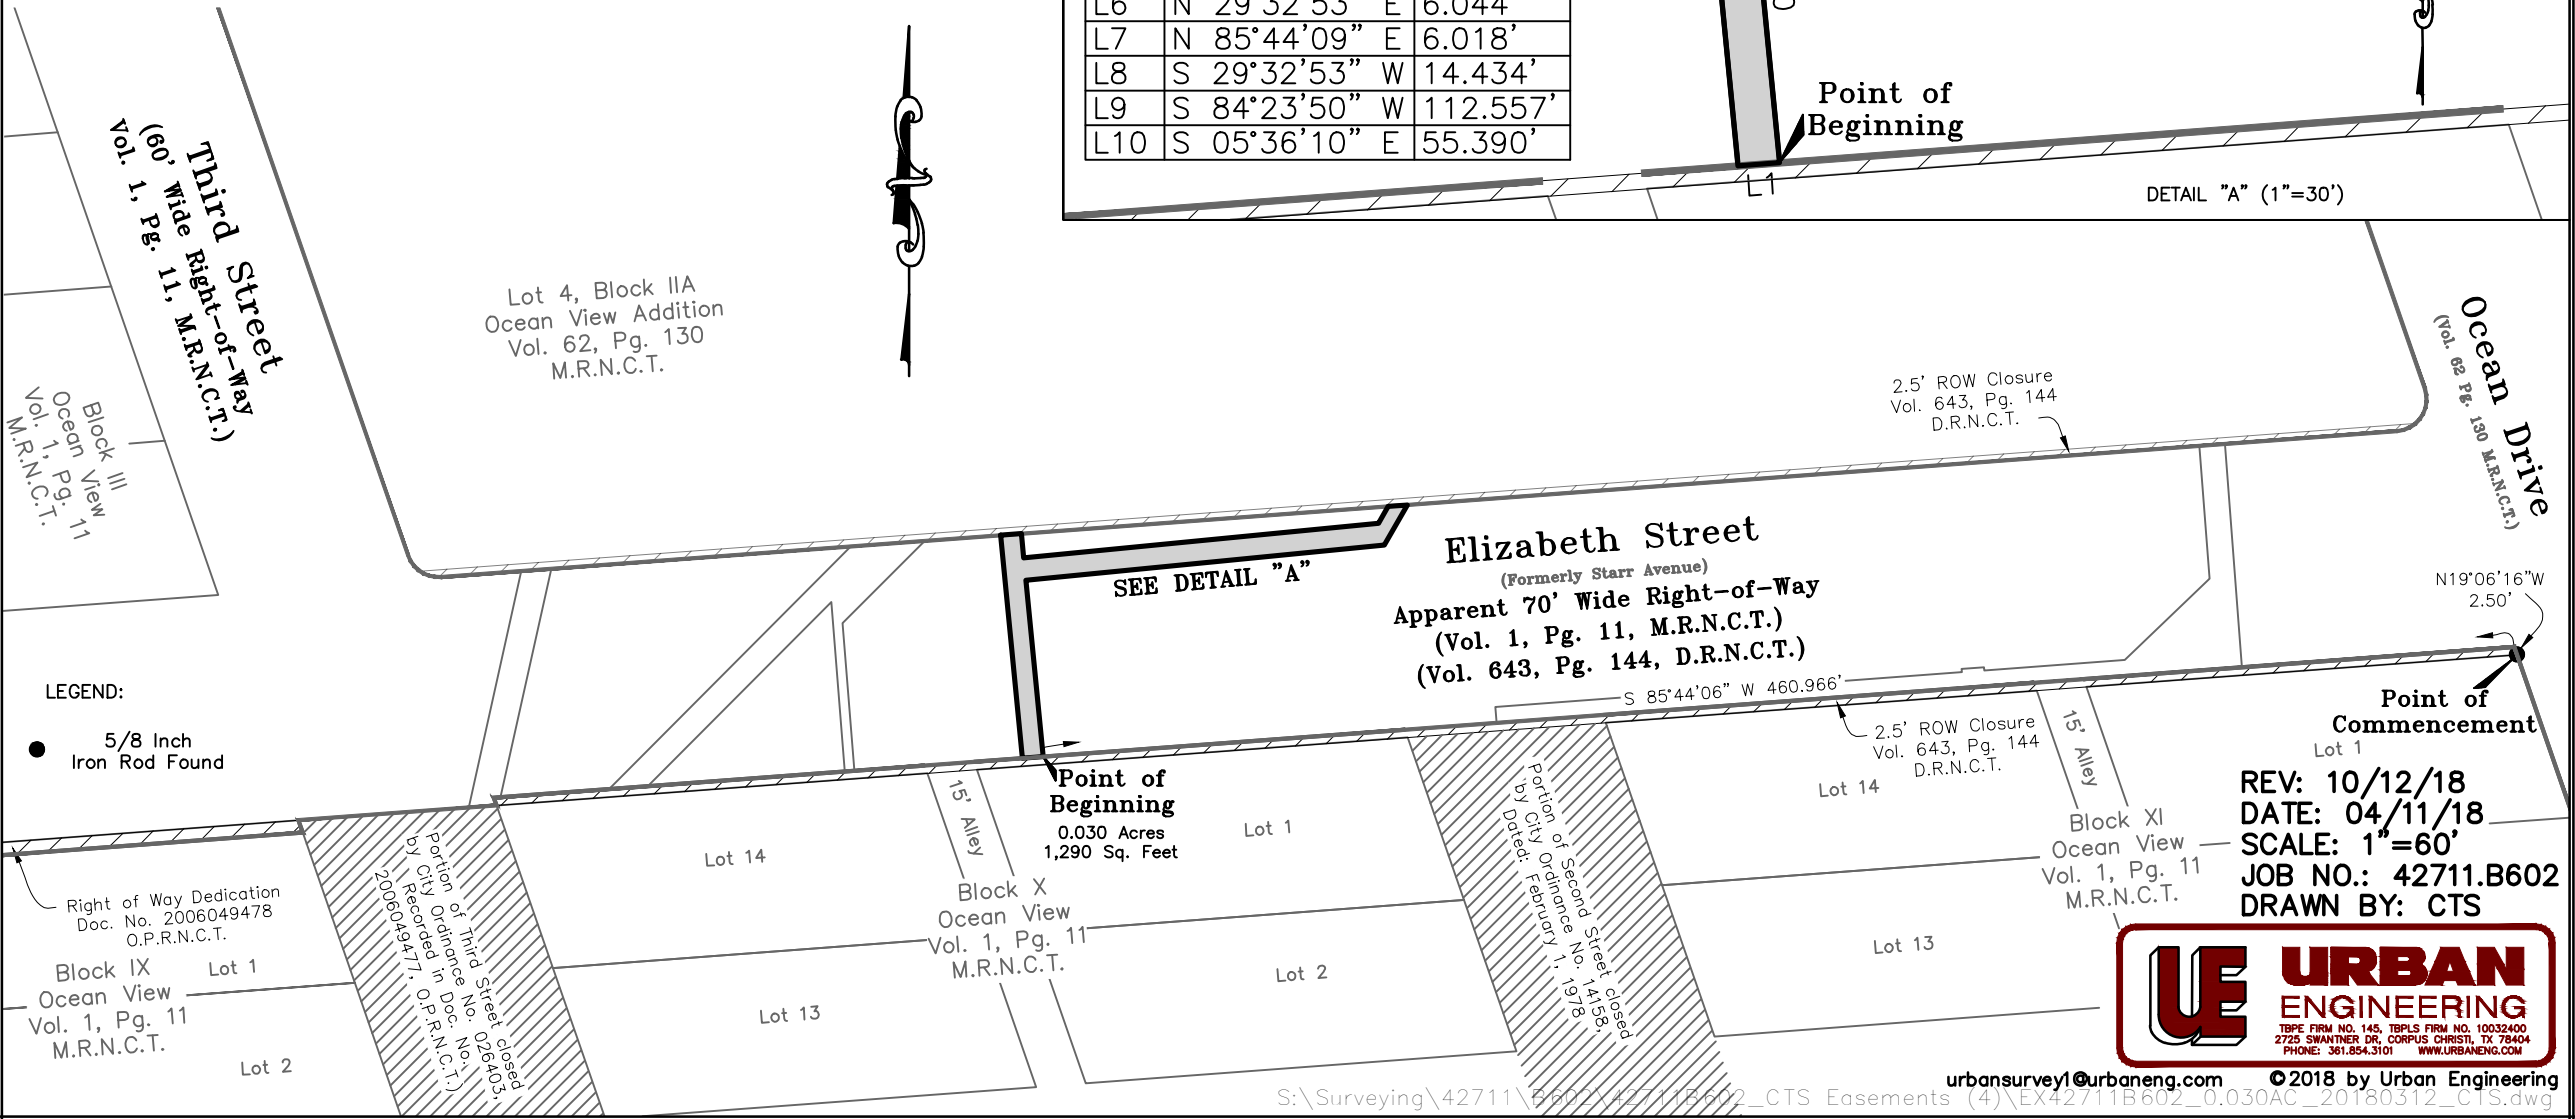 L6 N 29°32'53" E 6.044'
L7 N 85°44'09" E 6.018'
L8 S 29°32'53" W 14.434'
L9 S 84°23'50" W 112.557'
L10 S 05°36'10" E 55.390'
Point of
Beginning
L1
DETAIL "A" (1"=30')
Third Street
(60' Wide Right-of-Way
Vol. 1, Pg. 11, M.R.N.C.T.)
Lot 4, Block IIA
Ocean View Addition
Vol. 62, Pg. 130
M.R.N.C.T.
Block III
Ocean View
Vol. 1, Pg. 11
M.R.N.C.T.
2.5' ROW Closure
Vol. 643, Pg. 144
D.R.N.C.T.
Ocean Drive
(Vol. 62 Pg. 130 M.R.N.C.T.)
SEE DETAIL "A"
Elizabeth Street
(Formerly Starr Avenue)
Apparent 70' Wide Right-of-Way
(Vol. 1, Pg. 11, M.R.N.C.T.)
(Vol. 643, Pg. 144, D.R.N.C.T.)
N19°06'16"W
2.50'
S 85°44'06" W 460.966'
LEGEND:
5/8 Inch
Iron Rod Found
Point of
Commencement
2.5' ROW Closure
Vol. 643, Pg. 144
D.R.N.C.T.
15' Alley
Lot 1
Lot 14
Point of
Beginning
0.030 Acres
1,290 Sq. Feet
15' Alley
Lot 14
Lot 1
Block X
Ocean View
Vol. 1, Pg. 11
M.R.N.C.T.
Lot 13
Lot 2
Portion of Second Street closed
by City Ordinance No. 14158,
Dated: February 1, 1978
Block XI
Ocean View
Vol. 1, Pg. 11
M.R.N.C.T.
Lot 13
Right of Way Dedication
Doc. No. 2006049478
O.P.R.N.C.T.
Block IX
Ocean View
Vol. 1, Pg. 11
M.R.N.C.T.
Lot 1
Lot 2
Portion of Third Street closed
by City Ordinance No. 026403,
Recorded in Doc. No.
2006049477, O.P.R.N.C.T.)
REV: 10/12/18
DATE: 04/11/18
SCALE: 1"=60'
JOB NO.: 42711.B602
DRAWN BY: CTS
UE
URBAN
ENGINEERING
TBPE FIRM NO. 145, TBPLS FIRM NO. 10032400
2725 SWANTNER DR, CORPUS CHRISTI, TX 78404
PHONE: 361.854.3101 WWW.URBANENG.COM
urbansurvey1@urbaneng.com ©2018 by Urban Engineering
S:\Surveying\42711\B602\42711B602_CTS Easements (4)\EX42711B602_0.030AC_20180312_CTS.dwg